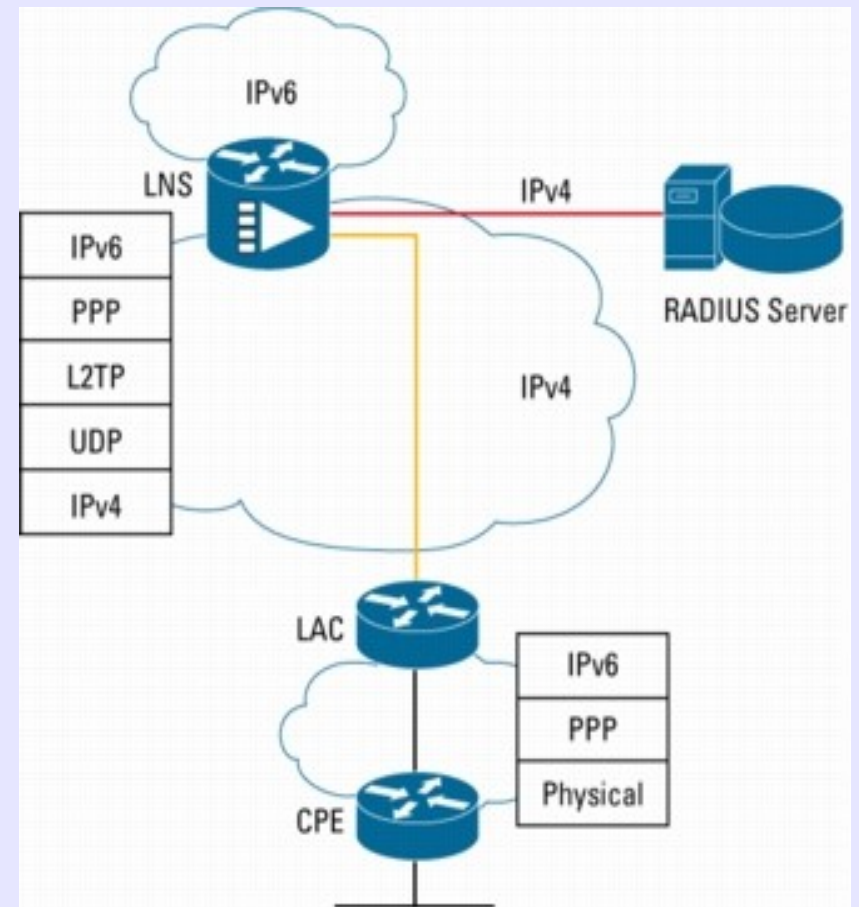 IPv6
LNS
IPv4
RADIUS Server
IPv6
PPP
L2TP
UDP
IPv4
IPv4
LAC
IPv6
PPP
Physical
CPE